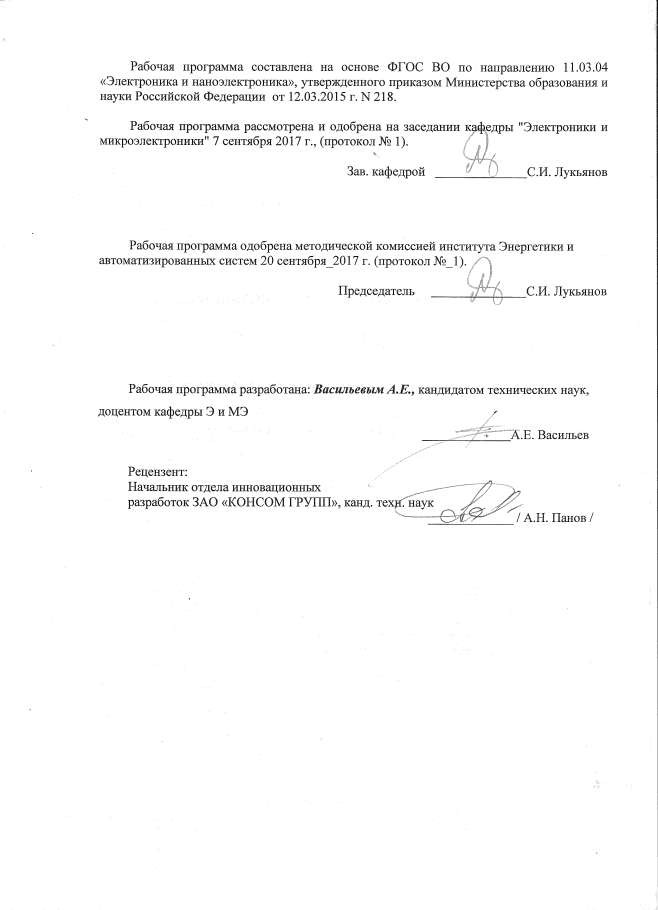 Рабочая программа составлена на основе ФГОС ВО по направлению 11.03.04
«Электроника и наноэлектроника», утвержденного приказом Министерства образования и
науки Российской Федерации от 12.03.2015 г. N 218.
Рабочая программа рассмотрена и одобрена на заседании кафедры "Электроники и
микроэлектроники" 7 сентября 2017 г., (протокол № 1).
Зав. кафедрой ______________С.И. Лукьянов
Рабочая программа одобрена методической комиссией института Энергетики и
автоматизированных систем 20 сентября_2017 г. (протокол №_1).
Председатель ______________С.И. Лукьянов
Рабочая программа разработана: Васильевым А.Е., кандидатом технических наук,
доцентом кафедры Э и МЭ
______________А.Е. Васильев
Рецензент:
Начальник отдела инновационных
разработок ЗАО «КОНСОМ ГРУПП», канд. техн. наук
______________ / А.Н. Панов /